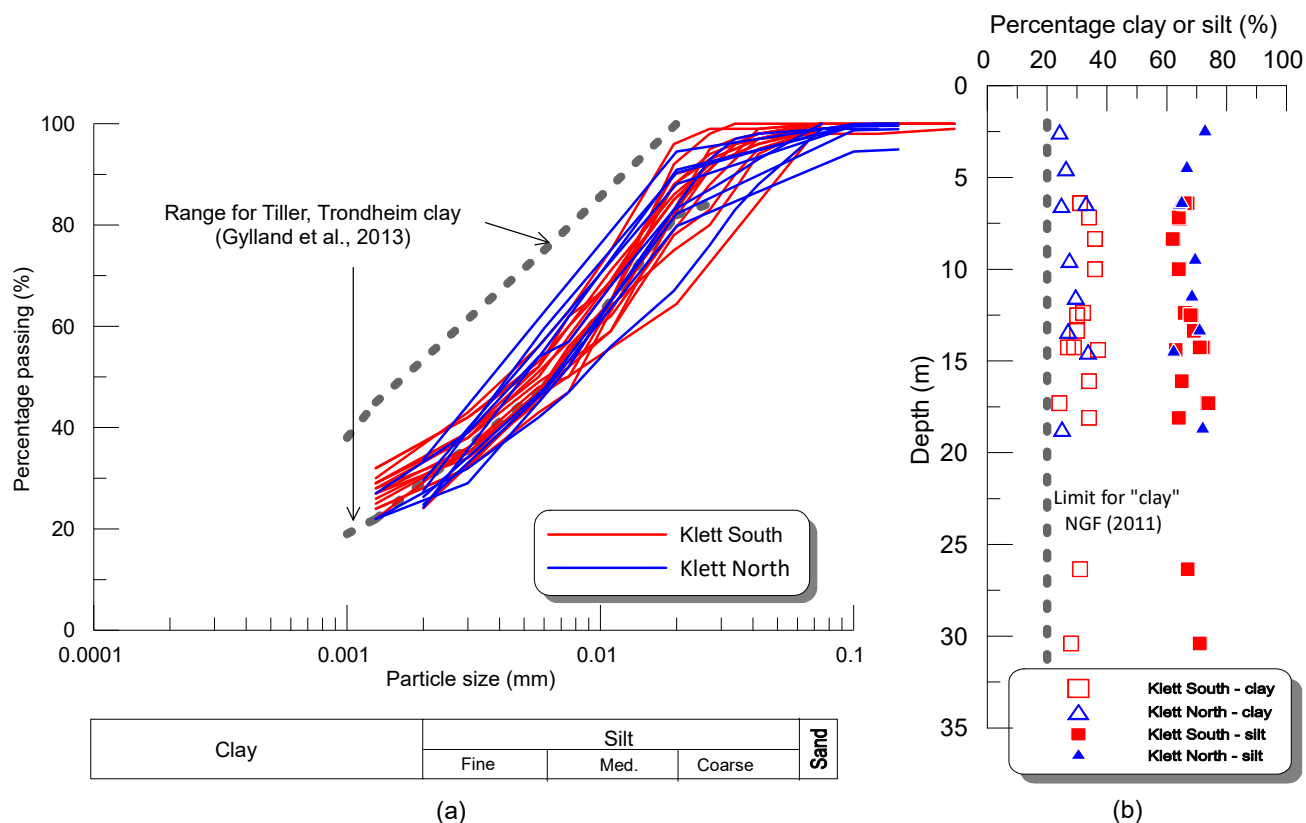 Percentage passing (%)
100
80
60
40
20
0
Range for Tiller, Trondheim clay
(Gylland et al., 2013)
Klett South
Klett North
0.0001
0.001
0.01
0.1
Particle size (mm)
Clay
Silt
Sand
Fine
Med.
Coarse
(a)
Percentage clay or silt (%)
0 20 40 60 80 100
Depth (m)
0
5
10
15
20
25
30
35
Limit for "clay"
NGF (2011)
Klett South - clay
Klett North - clay
Klett South - silt
Klett North - silt
(b)